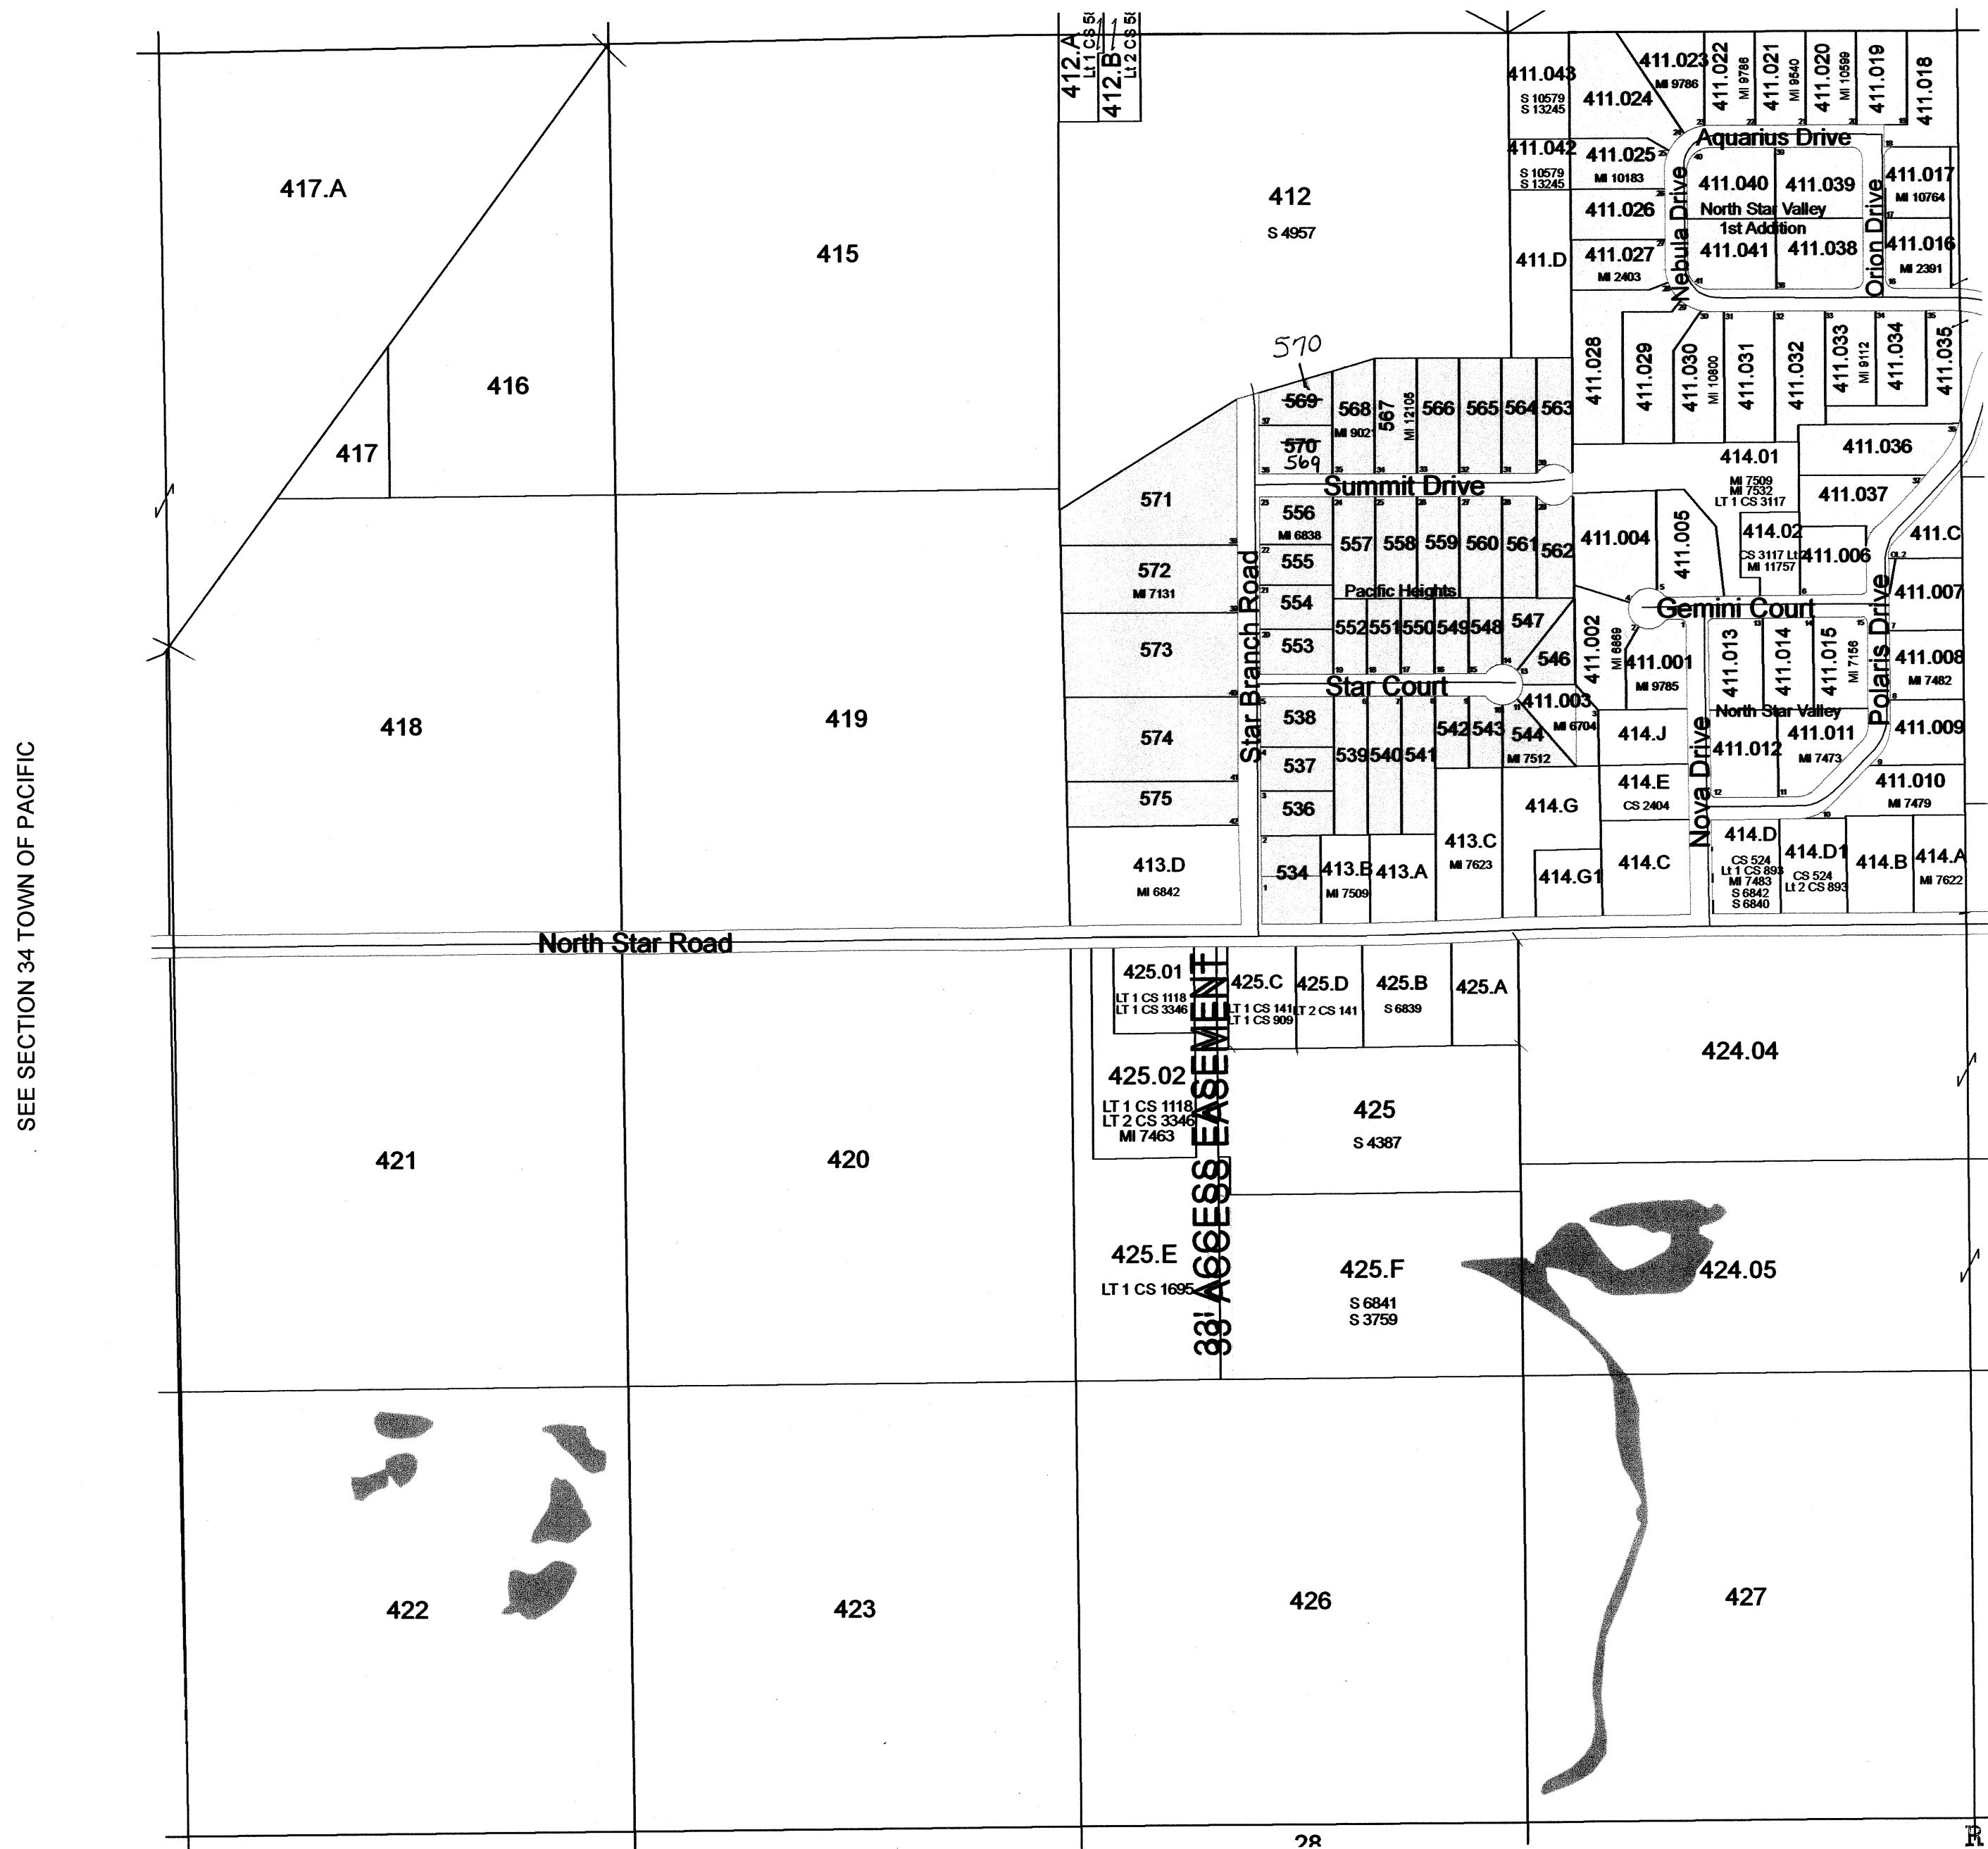 412.A
Lt 1 CS 58
412.B
Lt 2 CS 58
411.043
S 10579
S 13245
411.024
411.023
MI 9786
411.022
MI 9786
411.021
MI 9540
411.020
MI 10599
411.019
411.018
Aquarius Drive
417.A
415
412
S 4957
411.042
S 10579
S 13245
411.025
MI 10183
411.026
411.027
MI 2403
411.D
Nebula Drive
411.040
411.039
North Star Valley
1st Addition
411.041
411.038
Orion Drive
411.017
MI 10764
411.016
MI 2391
416
417
570
569
570
569
568
MI 9021
567
MI 12105
566
565
564
563
411.028
411.029
411.030
MI 10800
411.031
411.032
411.033
MI 9112
411.034
411.035
411.036
414.01
MI 7509
MI 7532
LT 1 CS 3117
411.037
Summit Drive
571
572
MI 7131
573
574
575
413.D
MI 6842
Star Branch Road
556
MI 6838
555
554
553
557
558
559
560
561
562
Pacific Heights
552
551
550
549
548
547
546
411.004
411.005
414.02
CS 3117 Lt 2
MI 11757
411.006
411.C
411.007
Gemini Court
Polaris Drive
411.002
MI 6869
411.001
MI 9785
411.013
411.014
411.015
MI 7156
411.008
MI 7482
411.009
411.010
MI 7479
North Star Valley
411.012
411.011
MI 7473
Nova Drive
Star Court
538
537
536
534
539
540
541
542
543
544
MI 7512
411.003
MI 6704
414.J
414.E
CS 2404
414.G
414.G1
414.C
413.C
MI 7623
413.B
MI 7509
413.A
414.D
CS 524
Lt 1 CS 893
MI 7483
S 6842
S 6840
414.D1
CS 524
Lt 2 CS 893
414.B
414.A
MI 7622
418
419
SEE SECTION 34 TOWN OF PACIFIC
North Star Road
425.01
LT 1 CS 1118
LT 1 CS 3346
33' ACCESS EASEMENT
425.C
LT 1 CS 141
LT 1 CS 909
425.D
LT 2 CS 141
425.B
S 6839
425.A
424.04
425.02
LT 1 CS 1118
LT 2 CS 3346
MI 7463
425
S 4387
421
420
425.E
LT 1 CS 1695
425.F
S 6841
S 3759
424.05
422
423
426
427
28
R